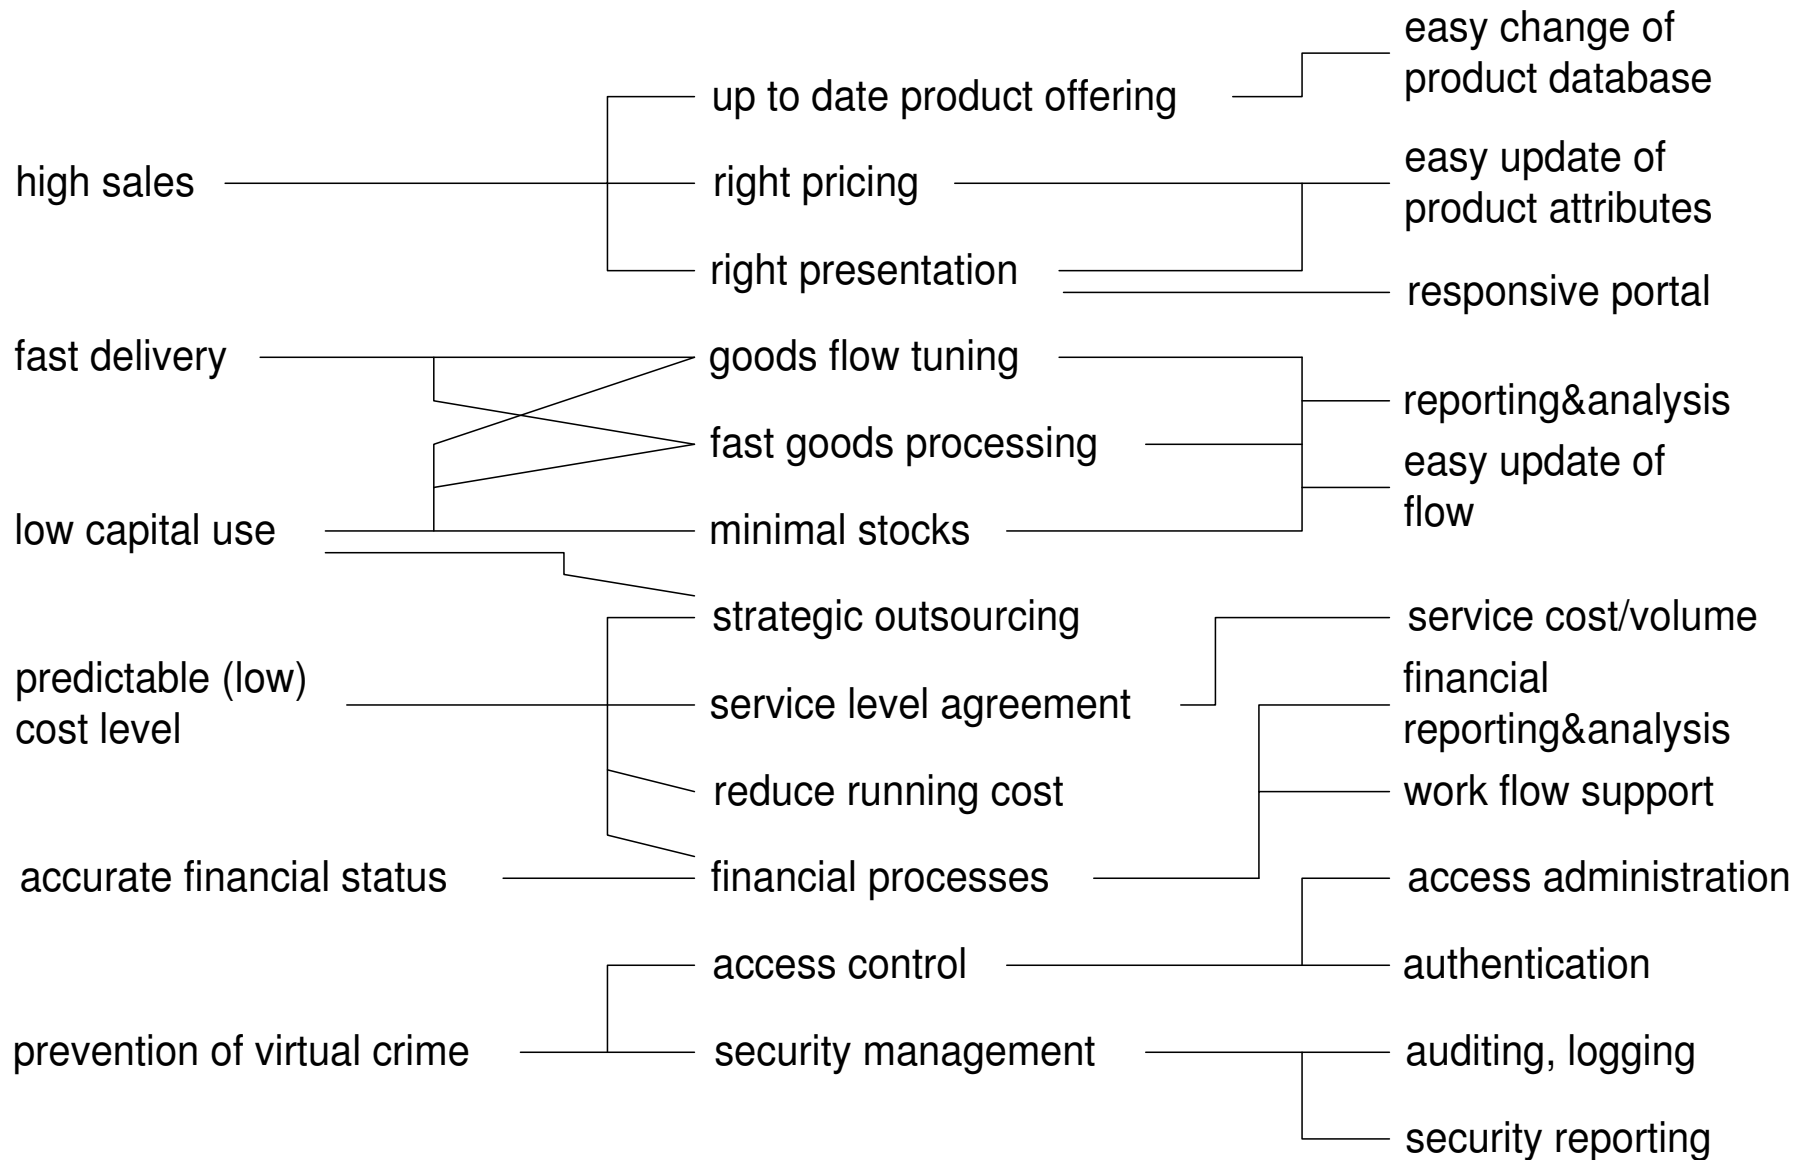 high sales
fast delivery
low capital use
predictable (low)
cost level
accurate financial status
prevention of virtual crime
up to date product offering
right pricing
right presentation
goods flow tuning
fast goods processing
minimal stocks
strategic outsourcing
service level agreement
reduce running cost
financial processes
access control
security management
easy change of
product database
easy update of
product attributes
responsive portal
reporting&analysis
easy update of
flow
service cost/volume
financial
reporting&analysis
work flow support
access administration
authentication
auditing, logging
security reporting